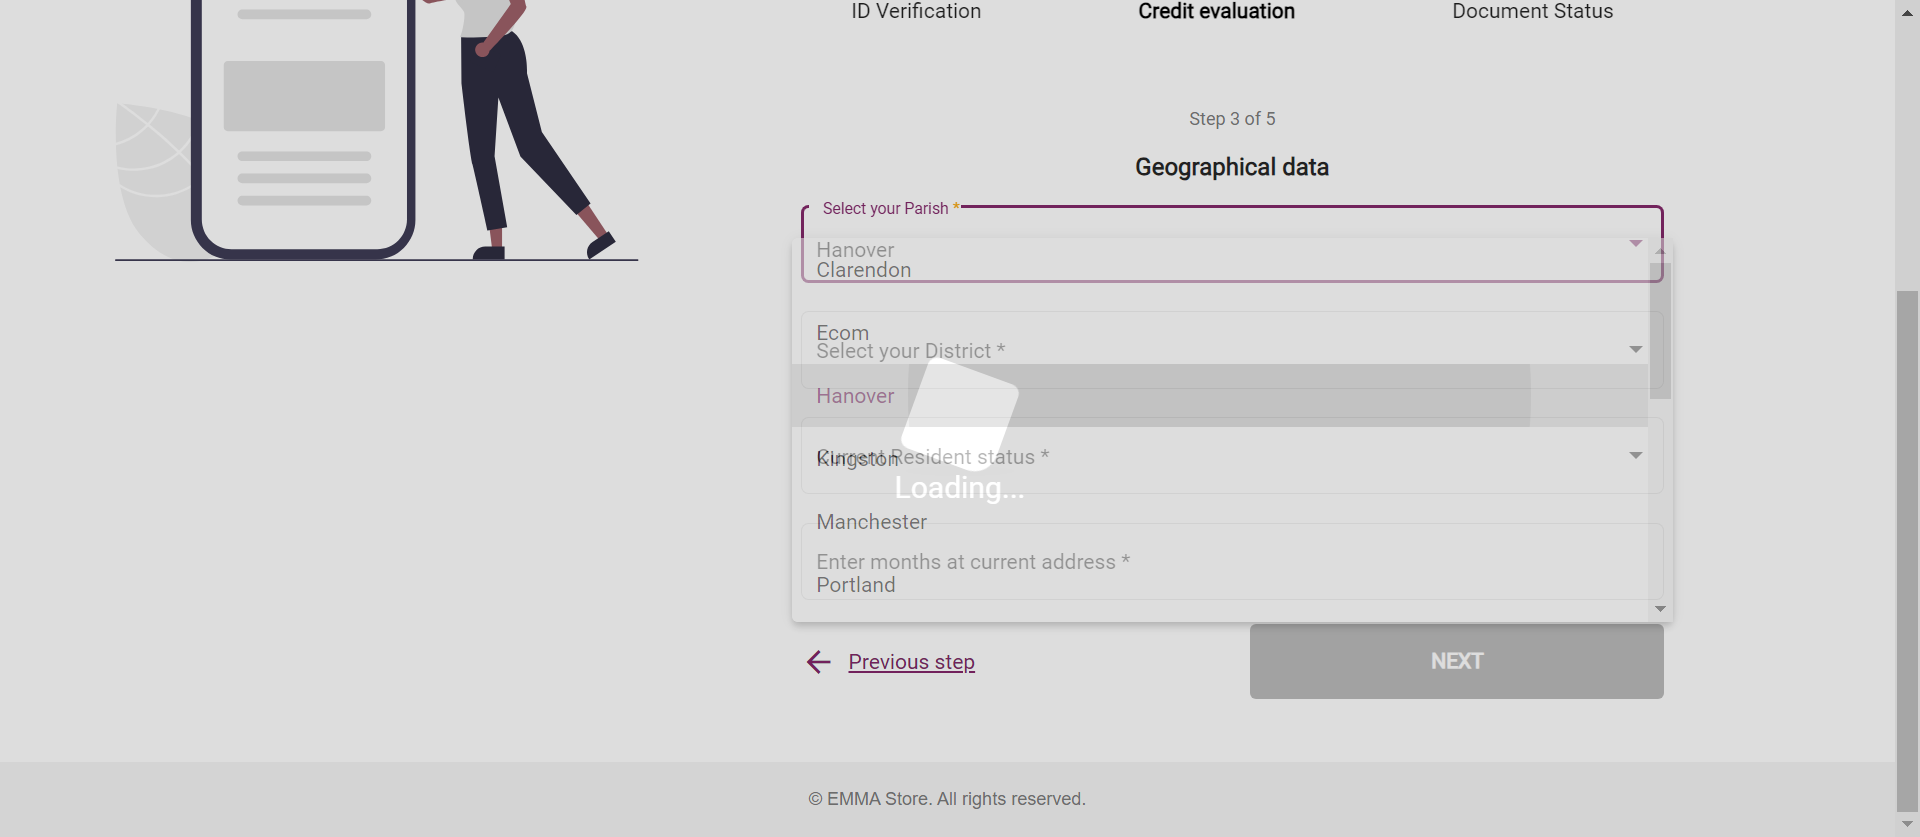 ID Verification
Credit evaluation
Document Status
Step 3 of 5
Geographical data
Select your Parish *
Hanover
Clarendon
Ecom
Select your District *
Hanover
Kingston
Current Resident status *
Loading...
Manchester
Enter months at current address *
Portland
Previous step
NEXT
© EMMA Store. All rights reserved.